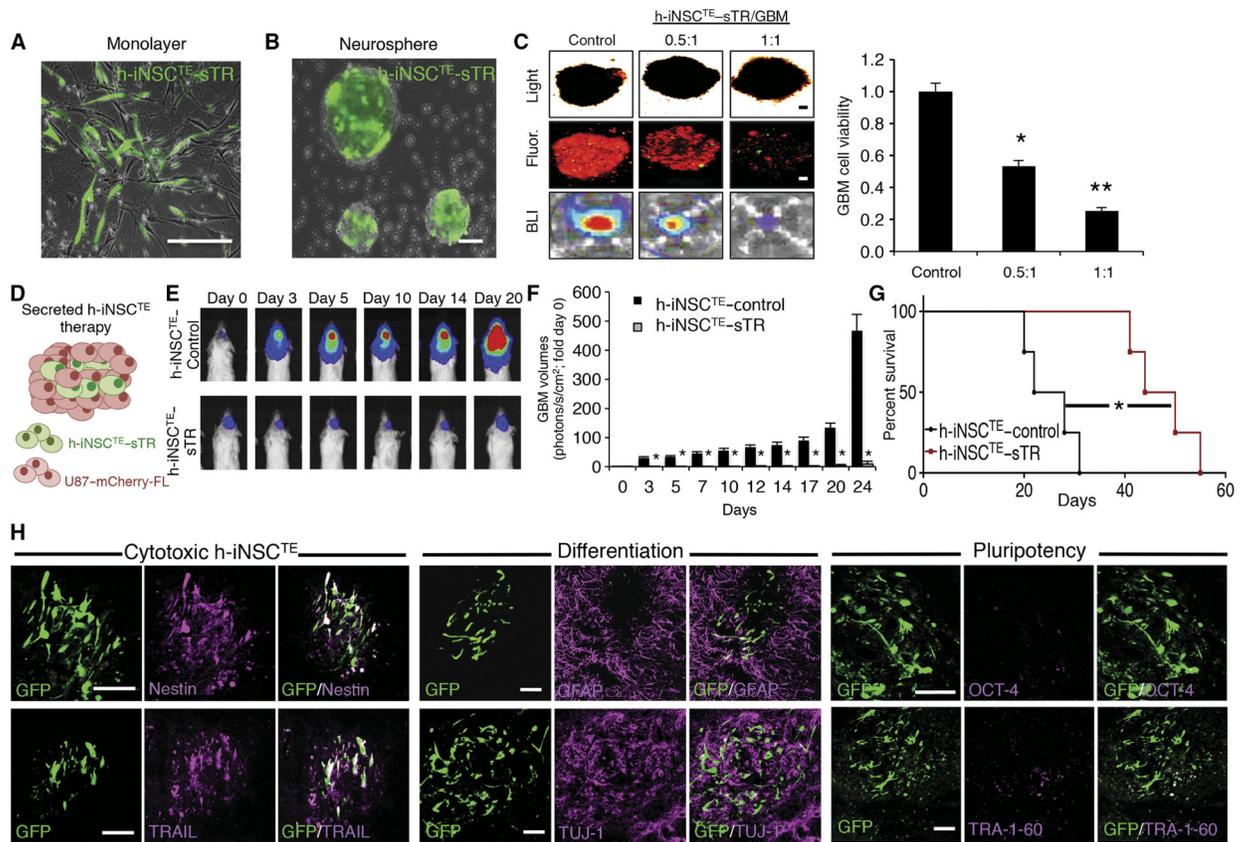 h-iNSCTE–sTR/GBM
A
Monolayer
h-iNSCTE-sTR
B
Neurosphere
h-iNSCTE-sTR
C
Control
0.5:1
1:1
Light
Fluor.
BLI
GBM cell viability
1.2
1.0
0.8
0.6
0.4
0.2
0.0
*
**
Control
0.5:1
1:1
D
Secreted h-iNSCTE
therapy
h-iNSCTE–sTR
U87–mCherry-FL
E
Day 0
Day 3
Day 5
Day 10
Day 14
Day 20
h-iNSCTE–
Control
h-iNSCTE–
sTR
F
GBM volumes
(photons/s/cm2; fold day 0)
600
500
400
300
200
100
0
h-iNSCTE–control
h-iNSCTE–sTR
* * * * * * * * *
0 3 5 7 10 12 14 17 20 24
Days
G
Percent survival
100
50
0
*
h-iNSCTE–control
h-iNSCTE–sTR
0 20 40 60
Days
H
Cytotoxic h-iNSCTE
Differentiation
Pluripotency
GFP
Nestin
GFP/Nestin
GFP
GFAP
GFP/GFAP
GFP
OCT-4
GFP/OCT-4
GFP
TRAIL
GFP/TRAIL
GFP
TUJ-1
GFP/TUJ-1
GFP
TRA-1-60
GFP/TRA-1-60